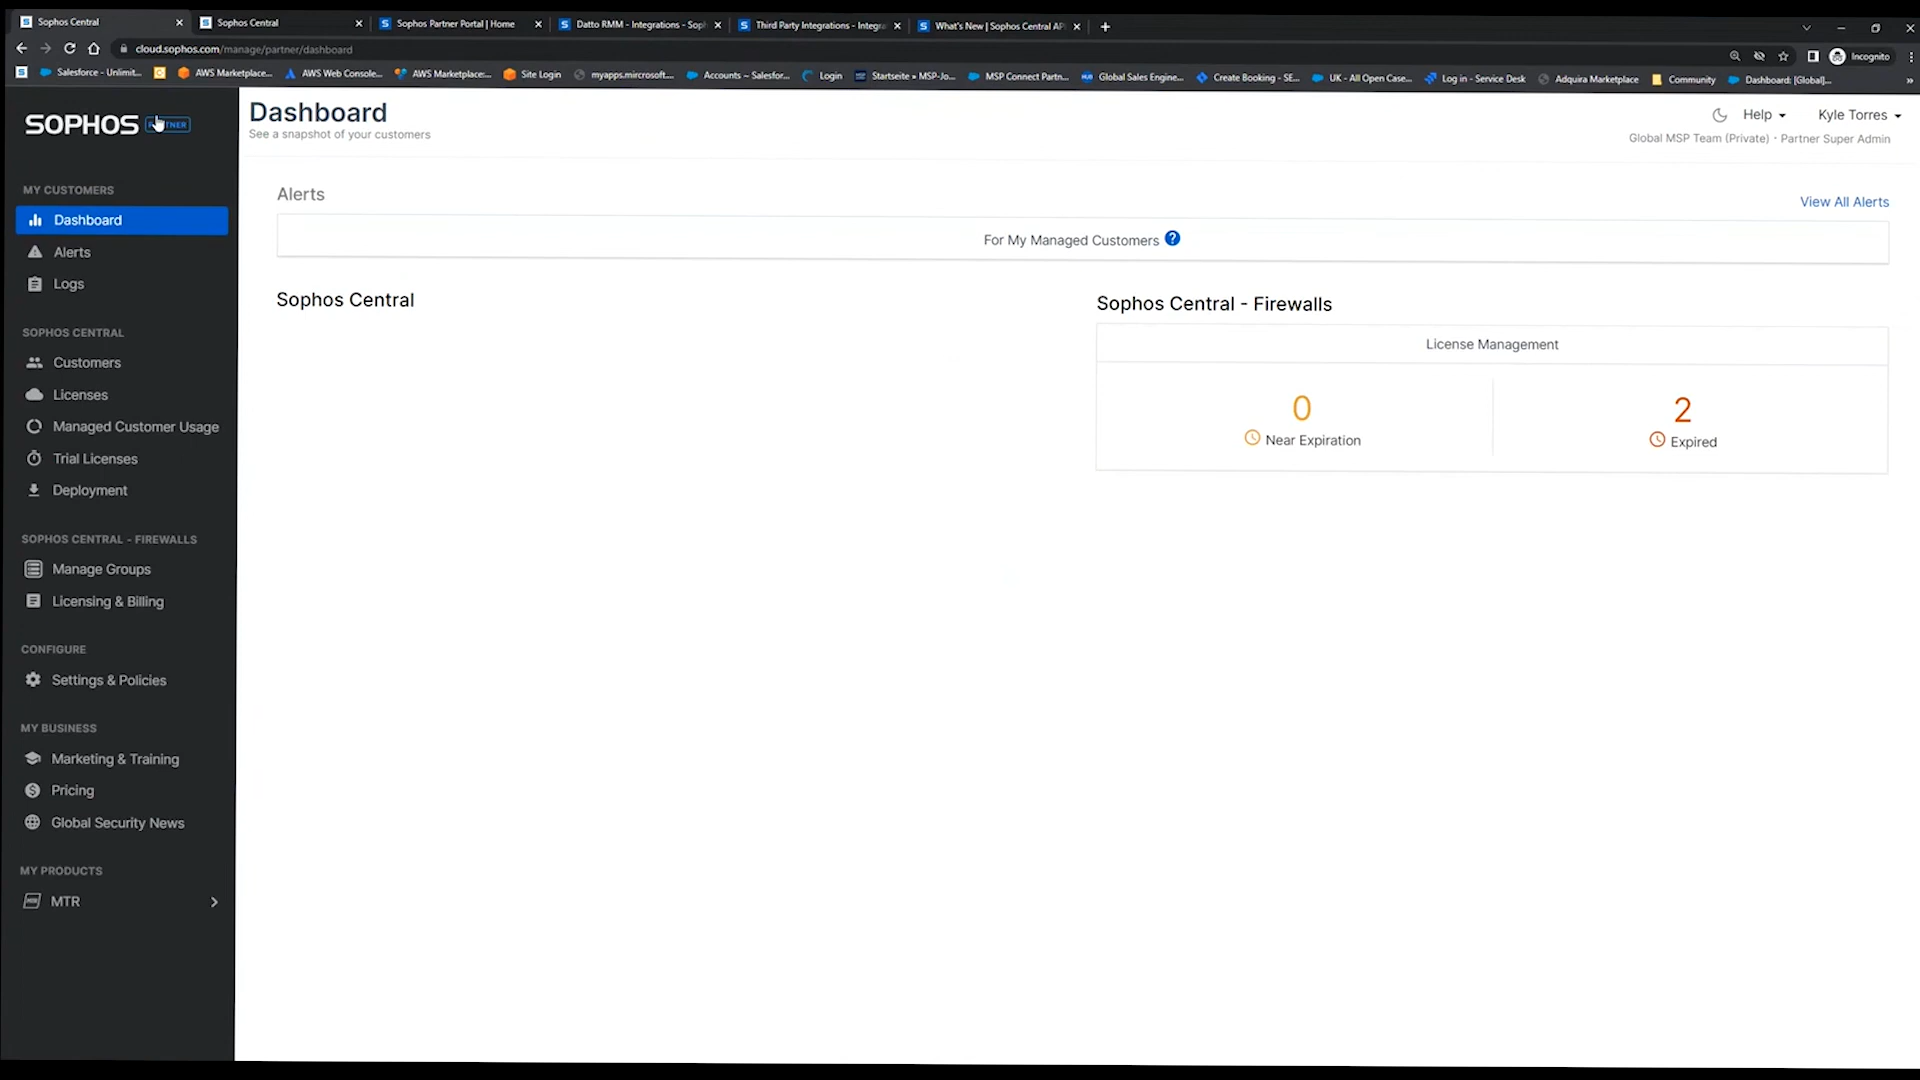 Sophos Central
Sophos Central
Sophos Partner Portal | Home
Datto RMM - Integrations - Sop
Third Party Integrations - Integra
What's New | Sophos Central AP
cloud.sophos.com/manage/partner/dashboard
Incognito
Salesforce - Unlimit...
AWS Marketplace...
AWS Web Console...
AWS Marketplace:...
Site Login
myapps.mircrosoft....
Accounts ~ Salesfor...
Login
Startseite » MSP-Jo...
MSP Connect Partn...
Global Sales Engine...
Create Booking - SE...
UK - All Open Case...
Log in - Service Desk
Adquira Marketplace
Community
Dashboard: [Global]...
SOPHOS
Dashboard
See a snapshot of your customers
Help
Kyle Torres
Global MSP Team (Private) • Partner Super Admin
MY CUSTOMERS
Dashboard
Alerts
Logs
SOPHOS CENTRAL
Customers
Licenses
Managed Customer Usage
Trial Licenses
Deployment
SOPHOS CENTRAL - FIREWALLS
Manage Groups
Licensing & Billing
CONFIGURE
Settings & Policies
MY BUSINESS
Marketing & Training
Pricing
Global Security News
MY PRODUCTS
MTR
Alerts
View All Alerts
For My Managed Customers
Sophos Central
Sophos Central - Firewalls
License Management
0
Near Expiration
2
Expired